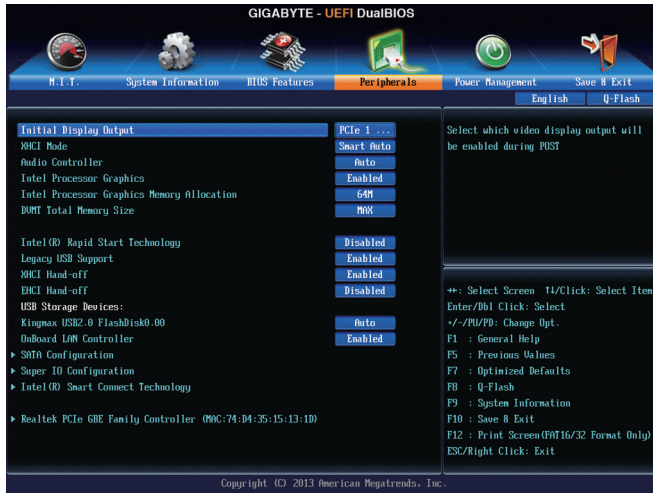 GIGABYTE - UEFI DualBIOS
M.I.T. System Information BIOS Features Peripherals Power Management Save & Exit
English Q-Flash
Initial Display Output PCIe 1 ...
XHCI Mode Smart Auto
Audio Controller Auto
Intel Processor Graphics Enabled
Intel Processor Graphics Memory Allocation 64M
DVMT Total Memory Size MAX
Intel(R) Rapid Start Technology Disabled
Legacy USB Support Enabled
XHCI Hand-off Enabled
EHCI Hand-off Disabled
USB Storage Devices:
Kingmax USB2.0 FlashDisk0.00 Auto
OnBoard LAN Controller Enabled
SATA Configuration
Super IO Configuration
Intel(R) Smart Connect Technology
Realtek PCIe GBE Family Controller (MAC:74:D4:35:15:13:1D)
Select which video display output will
be enabled during POST
→←: Select Screen ↑↓/Click: Select Item
Enter/Dbl Click: Select
+/-/PU/PD: Change Opt.
F1 : General Help
F5 : Previous Values
F7 : Optimized Defaults
F8 : Q-Flash
F9 : System Information
F10 : Save & Exit
F12 : Print Screen(FAT16/32 Format Only)
ESC/Right Click: Exit
Copyright (C) 2013 American Megatrends, Inc.